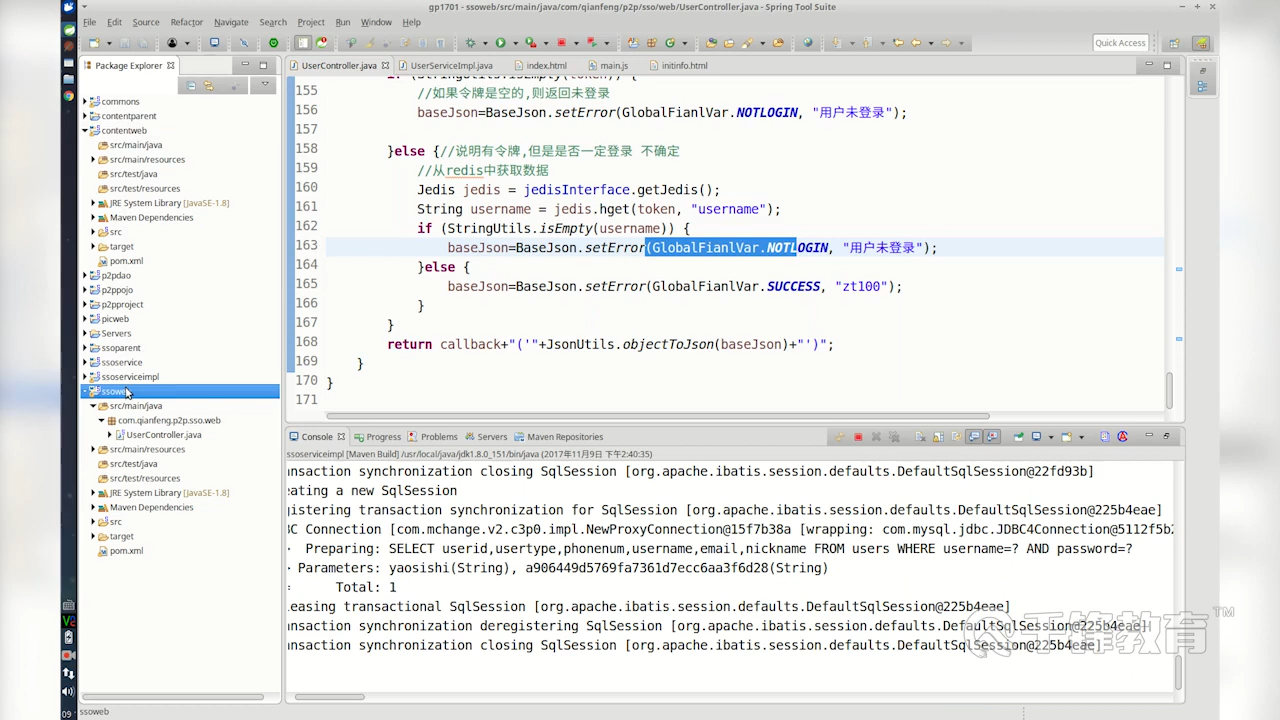 gp1701 - ssoweb/src/main/java/com/qianfeng/p2p/sso/web/UserController.java - Spring Tool Suite
File Edit Source Refactor Navigate Search Project Run Window Help
Quick Access
Package Explorer
UserController.java UserServiceImpl.java index.html main.js initinfo.html
commons
contentparent
contentweb
src/main/java
src/main/resources
src/test/java
src/test/resources
JRE System Library [JavaSE-1.8]
Maven Dependencies
src
target
pom.xml
p2pdao
p2ppojo
p2pproject
picweb
Servers
ssoparent
ssoservice
ssoserviceimpl
ssoweb
src/main/java
com.qianfeng.p2p.sso.web
UserController.java
src/main/resources
src/test/java
src/test/resources
JRE System Library [JavaSE-1.8]
Maven Dependencies
src
target
pom.xml
155 //如果令牌是空的,则返回未登录
156 baseJson=BaseJson.setError(GlobalFianlVar.NOTLOGIN, "用户未登录");
157
158 }else {//说明有令牌,但是是否一定登录 不确定
159 //从redis中获取数据
160 Jedis jedis = jedisInterface.getJedis();
161 String username = jedis.hget(token, "username");
162 if (StringUtils.isEmpty(username)) {
163 baseJson=BaseJson.setError(GlobalFianlVar.NOTLOGIN, "用户未登录");
164 }else {
165 baseJson=BaseJson.setError(GlobalFianlVar.SUCCESS, "zt100");
166 }
167 }
168 return callback+"('"+JsonUtils.objectToJson(baseJson)+"')";
169 }
170 }
171
Console Progress Problems Servers Maven Repositories
ssoserviceimpl [Maven Build] /usr/local/java/jdk1.8.0_151/bin/java (2017年11月9日 下午2:40:35)
nsaction synchronization closing SqlSession [org.apache.ibatis.session.defaults.DefaultSqlSession@22fd93b]
eating a new SqlSession
gistering transaction synchronization for SqlSession [org.apache.ibatis.session.defaults.DefaultSqlSession@225b4eae]
BC Connection [com.mchange.v2.c3p0.impl.NewProxyConnection@15f7b38a [wrapping: com.mysql.jdbc.JDBC4Connection@5112f5b2
Preparing: SELECT userid,usertype,phonenum,username,email,nickname FROM users WHERE username=? AND password=?
Parameters: yaosishi(String), a906449d5769fa7361d7ecc6aa3f6d28(String)
= Total: 1
leasing transactional SqlSession [org.apache.ibatis.session.defaults.DefaultSqlSession@225b4eae]
ansaction synchronization deregistering SqlSession [org.apache.ibatis.session.defaults.DefaultSqlSession@225b4eae]
ansaction synchronization closing SqlSession [org.apache.ibatis.session.defaults.DefaultSqlSession@225b4eae]
千锋教育 TM
ssoweb
09